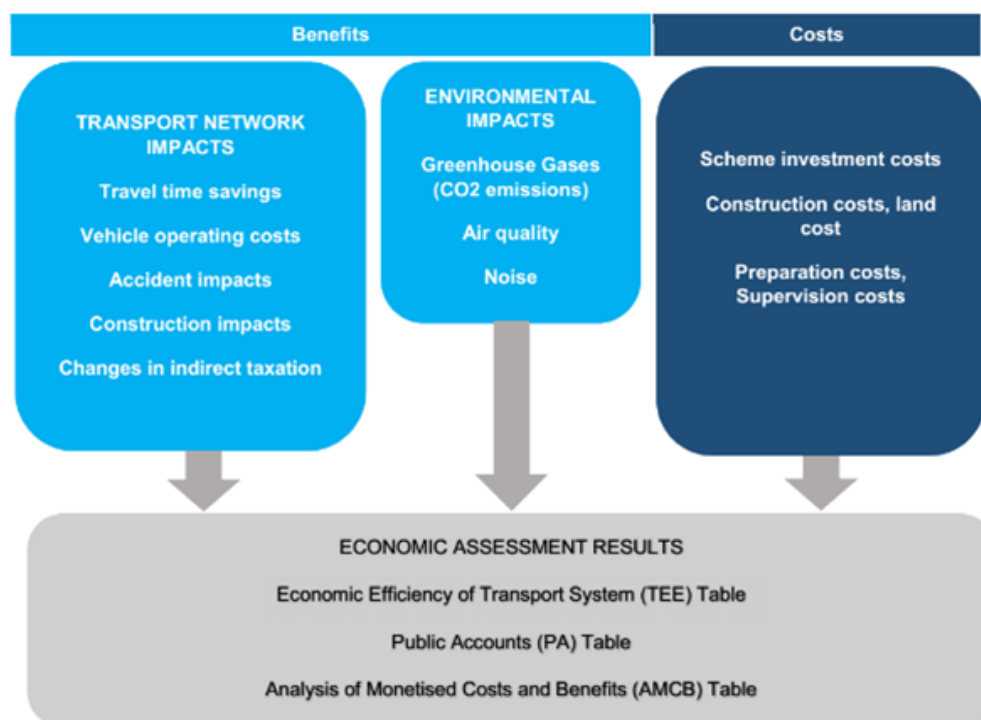 Benefits
Costs
TRANSPORT NETWORK
IMPACTS
Travel time savings
Vehicle operating costs
Accident impacts
Construction impacts
Changes in indirect taxation
ENVIRONMENTAL
IMPACTS
Greenhouse Gases
(CO2 emissions)
Air quality
Noise
Scheme investment costs
Construction costs, land
cost
Preparation costs,
Supervision costs
ECONOMIC ASSESSMENT RESULTS
Economic Efficiency of Transport System (TEE) Table
Public Accounts (PA) Table
Analysis of Monetised Costs and Benefits (AMCB) Table